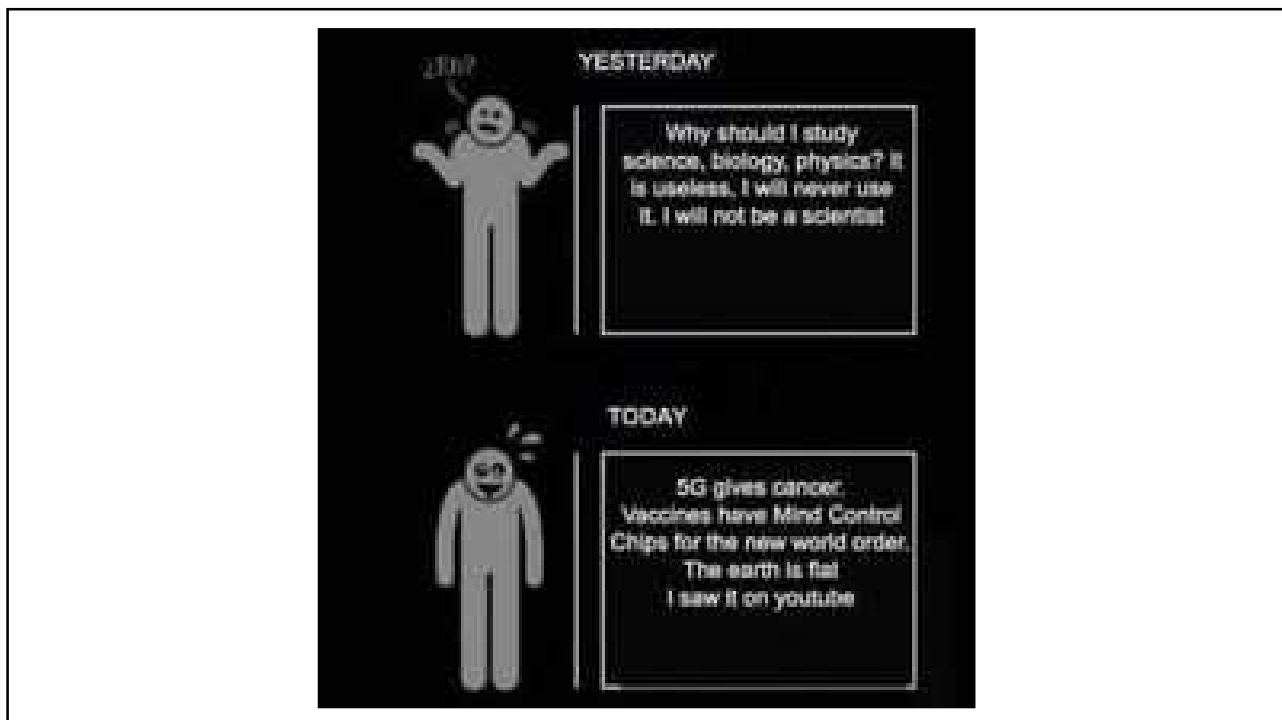 YESTERDAY
Why should I study
science, biology, physics? It
is useless, I will never use
it. I will not be a scientist
TODAY
5G gives cancer.
Vaccines have Mind Control
Chips for the new world order.
The earth is flat
I saw it on youtube